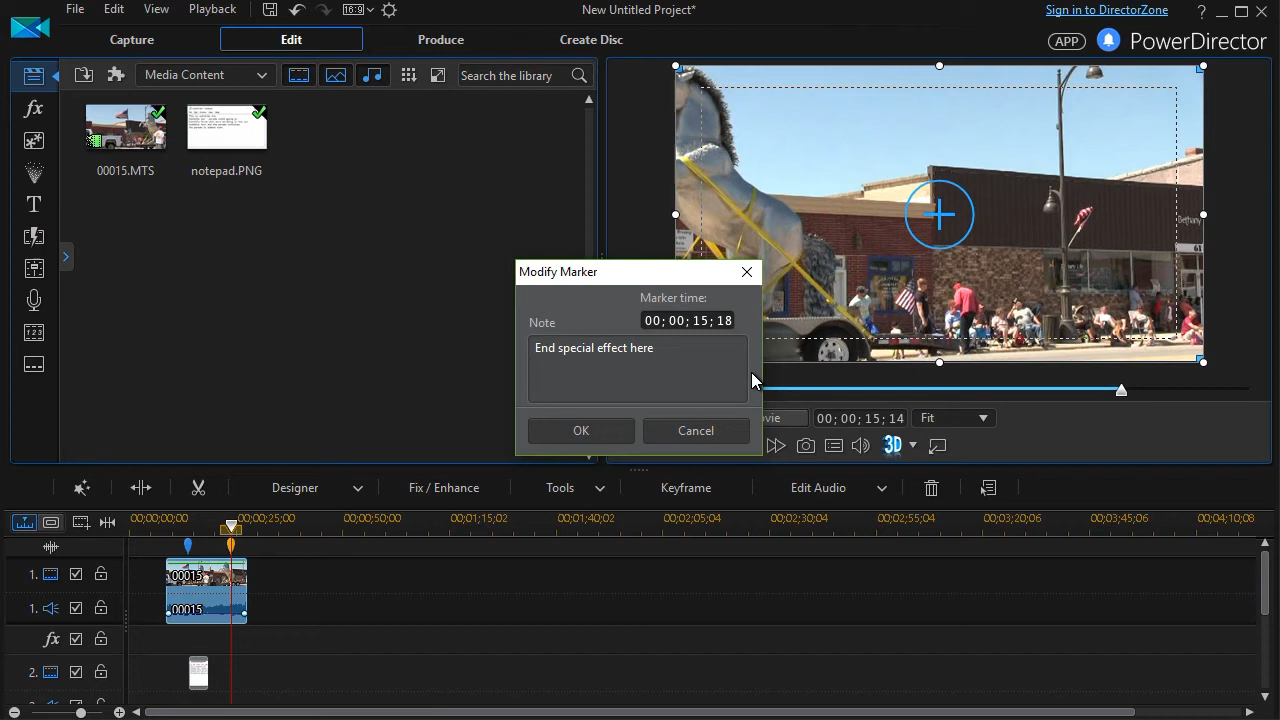 File Edit View Playback
16:9
New Untitled Project*
Sign in to DirectorZone
?
Capture Edit Produce Create Disc
APP
PowerDirector
Media Content
Search the library
fx
T
00015.MTS
notepad.PNG
Bethany
61
Modify Marker
Marker time:
00; 00; 15; 18
Note
End special effect here
OK
Cancel
ovie
00; 00; 15; 14
Fit
3D
Designer
Fix / Enhance
Tools
Keyframe
Edit Audio
00;00;00;00 00;00;25;00 00;00;50;00 00;01;15;02 00;01;40;02 00;02;05;04 00;02;30;04 00;02;55;04 00;03;20;06 00;03;45;06 00;04;10;08
1.
00015
1.
00015
fx
2.